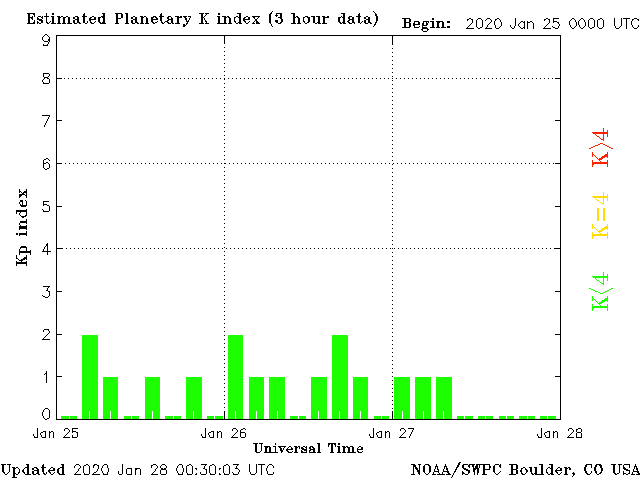 Estimated Planetary K index (3 hour data) Begin: 2020 Jan 25 0000 UTC
9
8
7
6
5
4
3
2
1
0
Kp index
K>4
K=4
K<4
Jan 25 Jan 26 Jan 27 Jan 28
Universal Time
Updated 2020 Jan 28 00:30:03 UTC NOAA/SWPC Boulder, CO USA